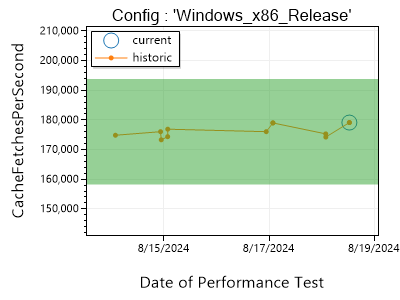 Config : 'Windows_x86_Release'
current
historic
CacheFetchesPerSecond
210,000
200,000
190,000
180,000
170,000
160,000
150,000
8/15/2024
8/17/2024
8/19/2024
Date of Performance Test